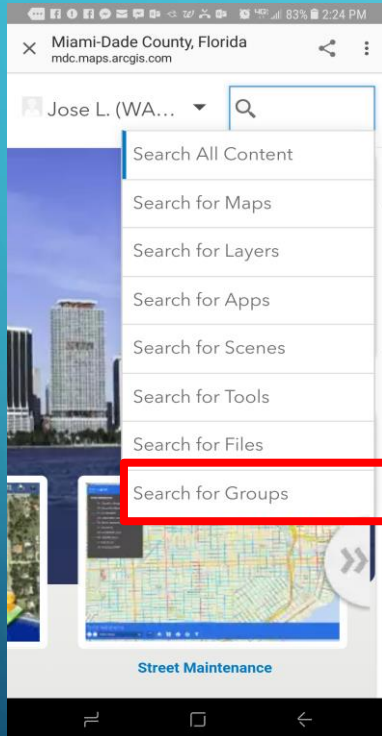 83% 2:24 PM
Miami-Dade County, Florida
mdc.maps.arcgis.com
Jose L. (WA...
Search All Content
Search for Maps
Search for Layers
Search for Apps
Search for Scenes
Search for Tools
Search for Files
Search for Groups
Street Maintenance